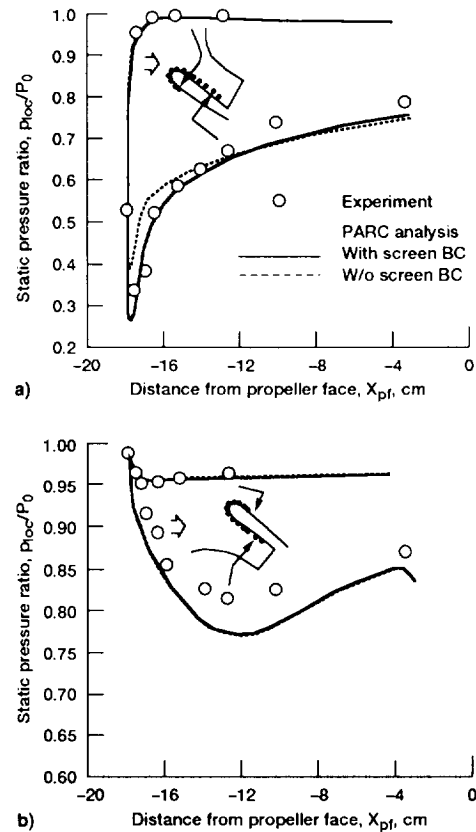 1.0
0.9
0.8
0.7
0.6
0.5
0.4
0.3
0.2
Static pressure ratio, ploc/P0
Experiment
PARC analysis
With screen BC
W/o screen BC
-20 -16 -12 -8 -4 0
a) Distance from propeller face, Xpf, cm
1.00
0.95
0.90
0.85
0.80
0.75
0.70
0.65
0.60
Static pressure ratio, ploc/P0
-20 -16 -12 -8 -4 0
b) Distance from propeller face, Xpf, cm